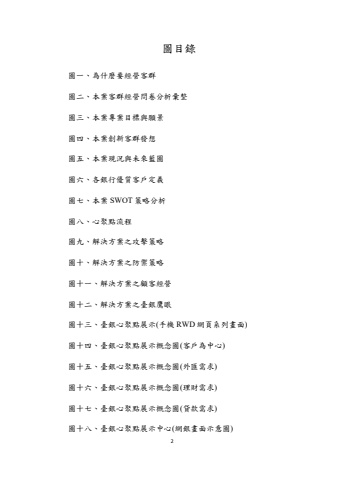 圖目錄
圖一、為什麼要經營客群
圖二、本案客群經營問卷分析彙整
圖三、本案專案目標與願景
圖四、本案創新客群發想
圖五、本案現況與未來藍圖
圖六、各銀行優質客戶定義
圖七、本案 SWOT 策略分析
圖八、心聚點流程
圖九、解決方案之攻擊策略
圖十、解決方案之防禦策略
圖十一、解決方案之顧客經營
圖十二、解決方案之臺銀鷹眼
圖十三、臺銀心聚點展示(手機 RWD 網頁系列畫面)
圖十四、臺銀心聚點展示概念圖(客戶為中心)
圖十五、臺銀心聚點展示概念圖(外匯需求)
圖十六、臺銀心聚點展示概念圖(理財需求)
圖十七、臺銀心聚點展示概念圖(貸款需求)
圖十八、臺銀心聚點展示中心(網銀畫面示意圖)
2